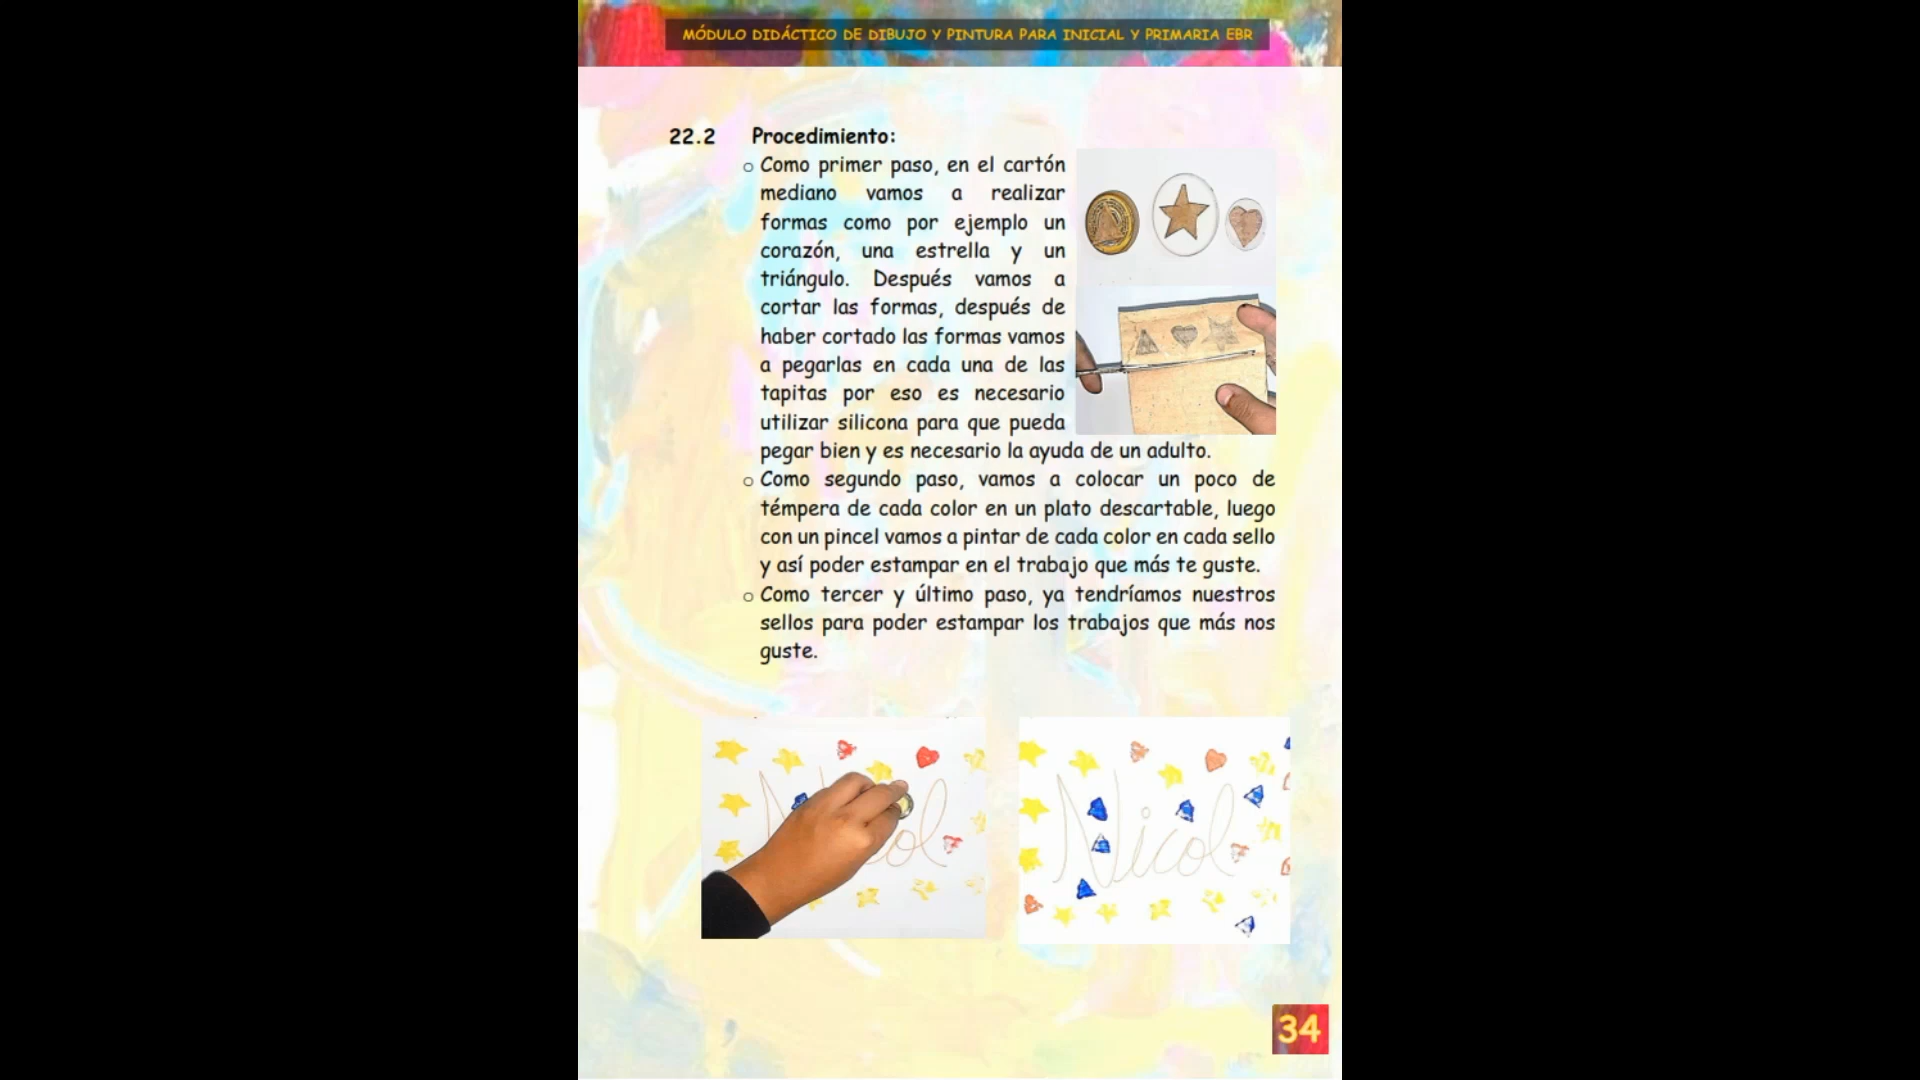 MÓDULO DIDÁCTICO DE DIBUJO Y PINTURA PARA INICIAL Y PRIMARIA EBR
22.2 Procedimiento:
o Como primer paso, en el cartón
mediano vamos a realizar
formas como por ejemplo un
corazón, una estrella y un
triángulo. Después vamos a
cortar las formas, después de
haber cortado las formas vamos
a pegarlas en cada una de las
tapitas por eso es necesario
utilizar silicona para que pueda
pegar bien y es necesario la ayuda de un adulto.
o Como segundo paso, vamos a colocar un poco de
témpera de cada color en un plato descartable, luego
con un pincel vamos a pintar de cada color en cada sello
y así poder estampar en el trabajo que más te guste.
o Como tercer y último paso, ya tendríamos nuestros
sellos para poder estampar los trabajos que más nos
guste.
Nicol
34